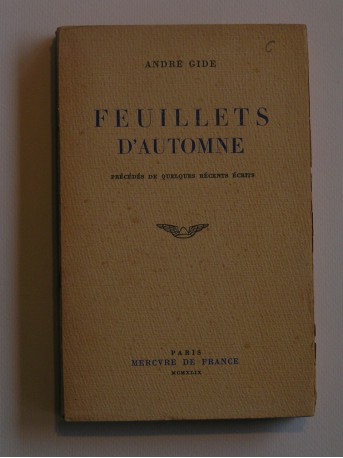 ANDRÉ GIDE
FEUILLETS
D'AUTOMNE
PRÉCÉDÉS DE QUELQUES RÉCENTS ÉCRITS
PARIS
MERCVRE DE FRANCE
MCMXLIX